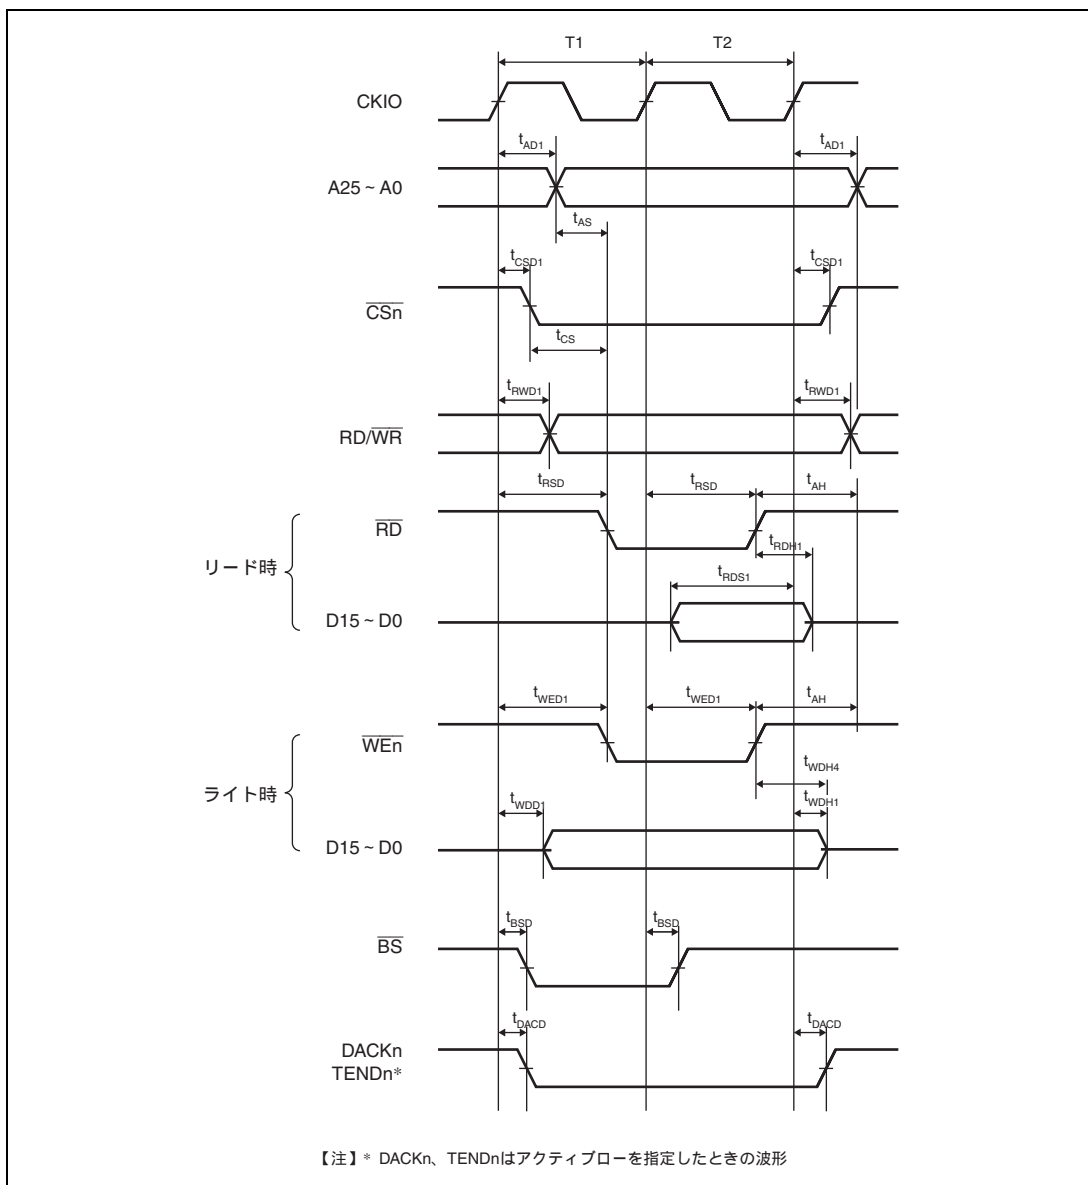 T1 T2
CKIO
tAD1 tAD1
A25 ~ A0
tAS
tCSD1 tCSD1
CSn
tCS
tRWD1 tRWD1
RD/WR
tRSD tRSD tAH
RD
tRDH1
リード時
tRDS1
D15 ~ D0
tWED1 tWED1 tAH
WEn
tWDH4
ライト時
tWDD1 tWDH1
D15 ~ D0
tBSD tBSD
BS
tDACD tDACD
DACKn
TENDn*
【注】* DACKn、TENDnはアクティブローを指定したときの波形